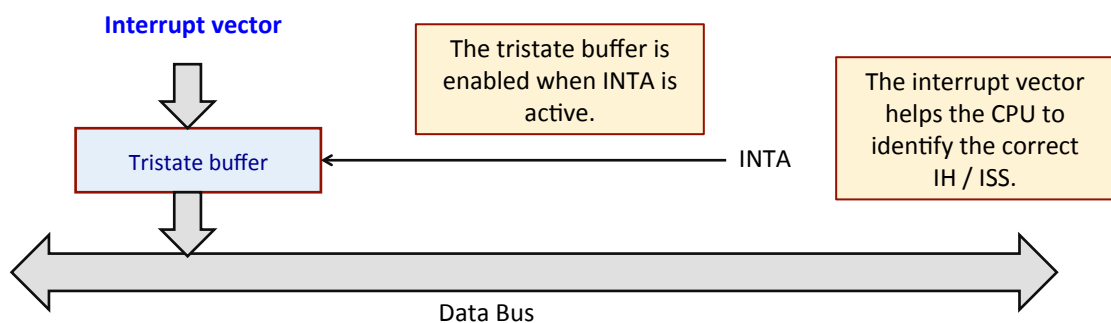 Interrupt vector
The tristate buffer is
enabled when INTA is
active.
The interrupt vector
helps the CPU to
identify the correct
IH / ISS.
Tristate buffer
INTA
Data Bus